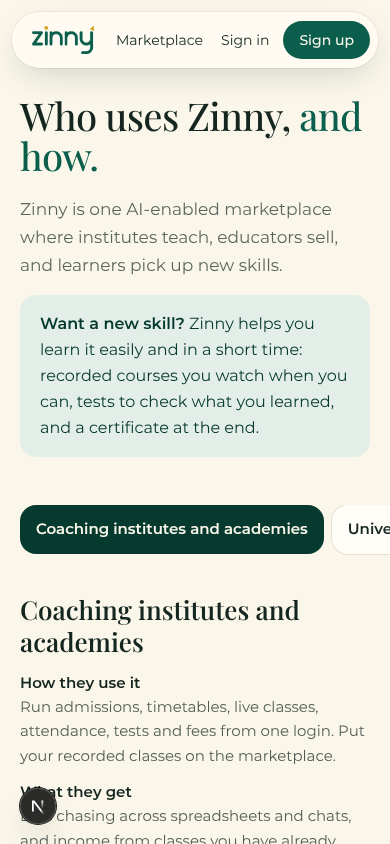 zinny
Marketplace
Sign in
Sign up
Who uses Zinny, and
how.
Zinny is one AI-enabled marketplace
where institutes teach, educators sell,
and learners pick up new skills.
Want a new skill? Zinny helps you
learn it easily and in a short time:
recorded courses you watch when you
can, tests to check what you learned,
and a certificate at the end.
Coaching institutes and academies
Unive
Coaching institutes and
academies
How they use it
Run admissions, timetables, live classes,
attendance, tests and fees from one login. Put
your recorded classes on the marketplace.
they get
N
chasing across spreadsheets and chats,
and income from classes you have already